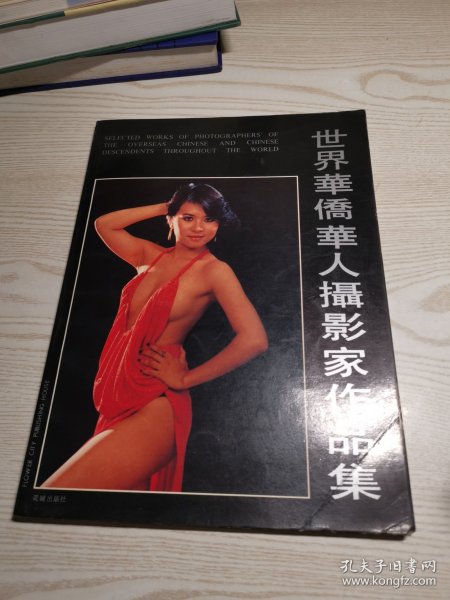 SELECTED WORKS OF PHOTOGRAPHERS' OF
THE OVERSEAS CHINESE AND CHINESE
DESCENDENTS THROUGHOUT THE WORLD
世界華僑華人攝影家作品集
FLOWER CITY PUBLISHING HOUSE
花城出版社
孔夫子旧书网
www.kongfz.com